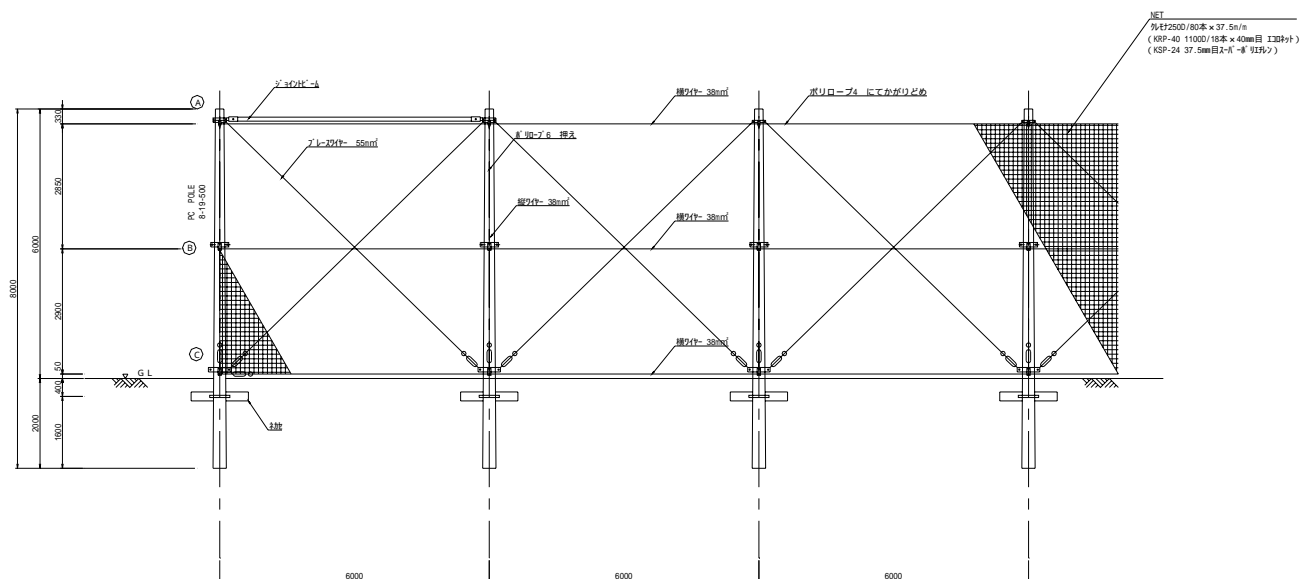 NET
クレモナ250D/80本×37.5m/m
(KRP-40 1100D/18本×40mm目 エコロネット)
(KSP-24 37.5mm目スーパーポリエチレン)
A
ジョイントビーム
横ワイヤー 38m㎡
ポリロープ4 にてかがりどめ
330
ブレースワイヤー 55m㎡
ポリロープ6 押え
2850
PC POLE
8-19-500
縦ワイヤー 38m㎡
6000
B
横ワイヤー 38m㎡
8000
2900
C
横ワイヤー 38m㎡
50
GL
400
2000
1600
ネカセ
6000
6000
6000